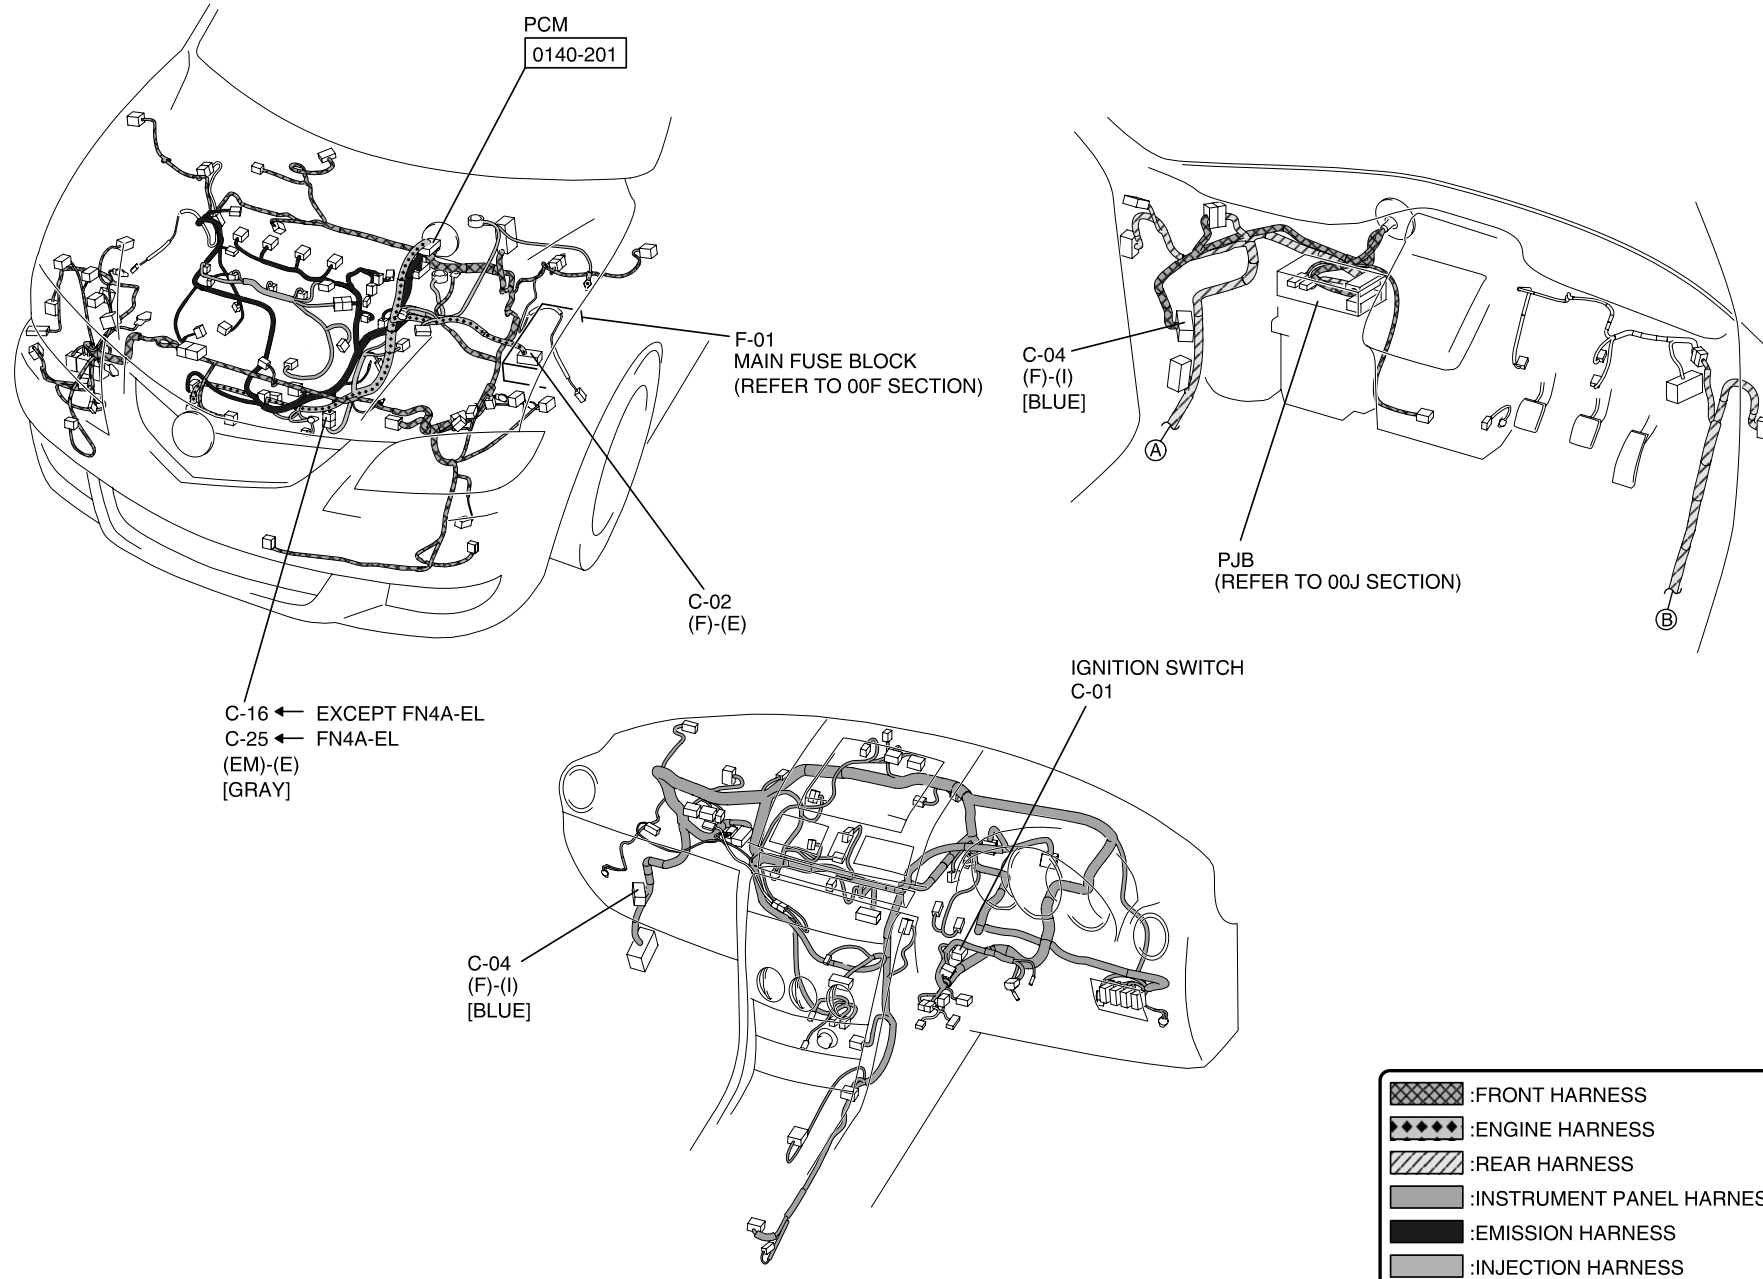 PCM
0140-201
F-01
MAIN FUSE BLOCK
(REFER TO 00F SECTION)
C-02
(F)-(E)
C-16 ← EXCEPT FN4A-EL
C-25 ← FN4A-EL
(EM)-(E)
[GRAY]
C-04
(F)-(I)
[BLUE]
A
PJB
(REFER TO 00J SECTION)
B
IGNITION SWITCH
C-01
C-04
(F)-(I)
[BLUE]
:FRONT HARNESS
:ENGINE HARNESS
:REAR HARNESS
:INSTRUMENT PANEL HARNES
:EMISSION HARNESS
:INJECTION HARNESS